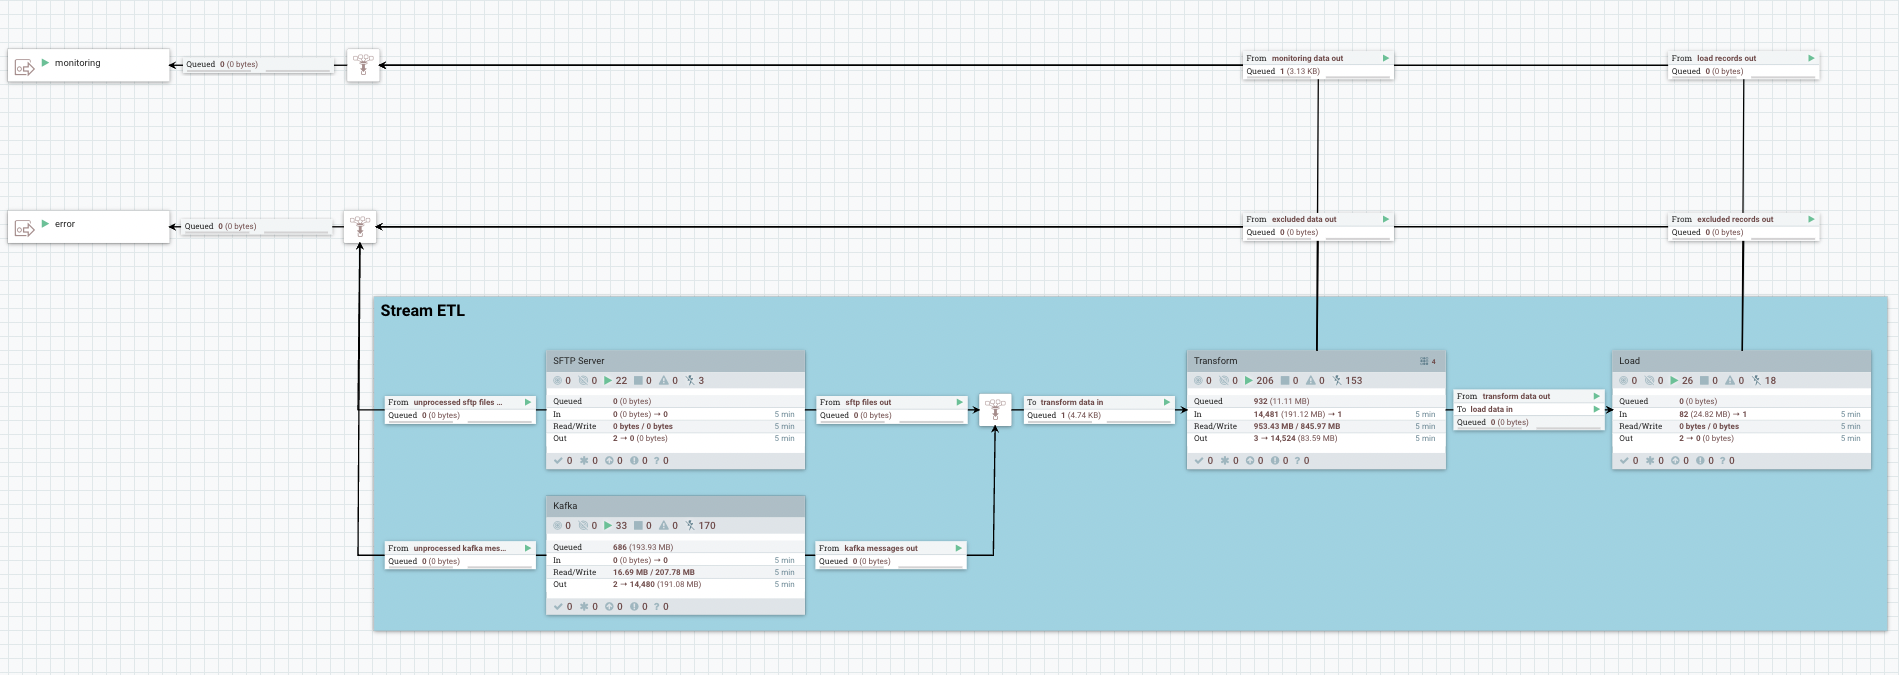 monitoring
Queued 0 (0 bytes)
From monitoring data out
Queued 1 (3.13 KB)
From load records out
Queued 0 (0 bytes)
error
Queued 0 (0 bytes)
From excluded data out
Queued 0 (0 bytes)
From excluded records out
Queued 0 (0 bytes)
Stream ETL
From unprocessed sftp files ...
Queued 0 (0 bytes)
SFTP Server
0 0 22 0 0 3
Queued 0 (0 bytes)
In 0 (0 bytes) → 0 5 min
Read/Write 0 bytes / 0 bytes 5 min
Out 2 → 0 (0 bytes) 5 min
0 0 0 0 ? 0
From sftp files out
Queued 0 (0 bytes)
To transform data in
Queued 1 (4.74 KB)
Transform 4
0 0 206 0 0 153
Queued 932 (11.11 MB)
In 14,481 (191.12 MB) → 1 5 min
Read/Write 953.43 MB / 845.97 MB 5 min
Out 3 → 14,524 (83.59 MB) 5 min
0 0 0 0 ? 0
From transform data out
To load data in
Queued 0 (0 bytes)
Load
0 0 26 0 0 18
Queued 0 (0 bytes)
In 82 (24.82 MB) → 1 5 min
Read/Write 0 bytes / 0 bytes 5 min
Out 2 → 0 (0 bytes) 5 min
0 0 0 0 ? 0
From unprocessed kafka mes...
Queued 0 (0 bytes)
Kafka
0 0 33 0 0 170
Queued 686 (193.93 MB)
In 0 (0 bytes) → 0 5 min
Read/Write 16.69 MB / 207.78 MB 5 min
Out 2 → 14,480 (191.08 MB) 5 min
0 0 0 0 ? 0
From kafka messages out
Queued 0 (0 bytes)